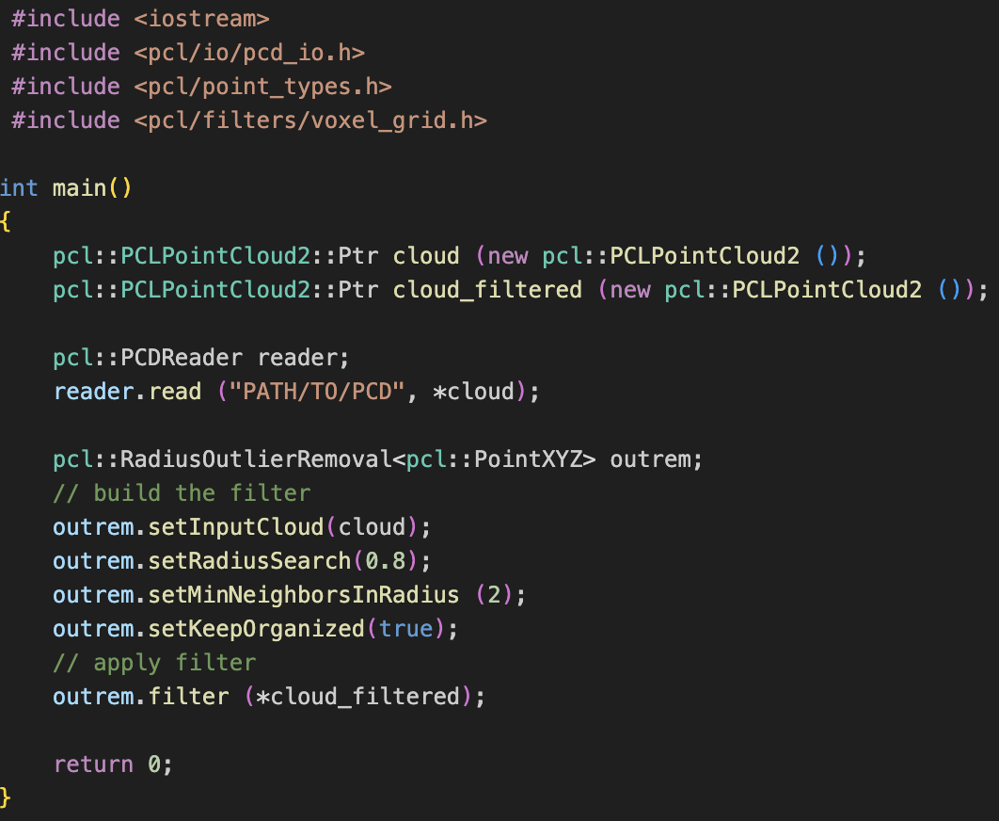 #include <iostream>
#include <pcl/io/pcd_io.h>
#include <pcl/point_types.h>
#include <pcl/filters/voxel_grid.h>

int main()
{
    pcl::PCLPointCloud2::Ptr cloud (new pcl::PCLPointCloud2 ());
    pcl::PCLPointCloud2::Ptr cloud_filtered (new pcl::PCLPointCloud2 ());

    pcl::PCDReader reader;
    reader.read ("PATH/TO/PCD", *cloud);

    pcl::RadiusOutlierRemoval<pcl::PointXYZ> outrem;
    // build the filter
    outrem.setInputCloud(cloud);
    outrem.setRadiusSearch(0.8);
    outrem.setMinNeighborsInRadius (2);
    outrem.setKeepOrganized(true);
    // apply filter
    outrem.filter (*cloud_filtered);

    return 0;
}